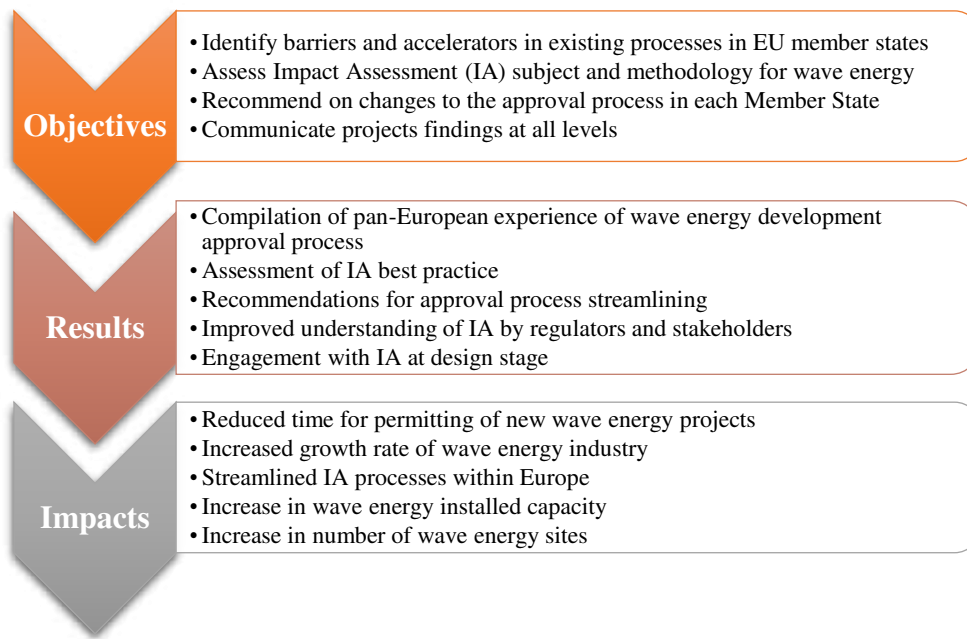 Objectives
• Identify barriers and accelerators in existing processes in EU member states
• Assess Impact Assessment (IA) subject and methodology for wave energy
• Recommend on changes to the approval process in each Member State
• Communicate projects findings at all levels
Results
• Compilation of pan-European experience of wave energy development
approval process
• Assessment of IA best practice
• Recommendations for approval process streamlining
• Improved understanding of IA by regulators and stakeholders
• Engagement with IA at design stage
Impacts
• Reduced time for permitting of new wave energy projects
• Increased growth rate of wave energy industry
• Streamlined IA processes within Europe
• Increase in wave energy installed capacity
• Increase in number of wave energy sites